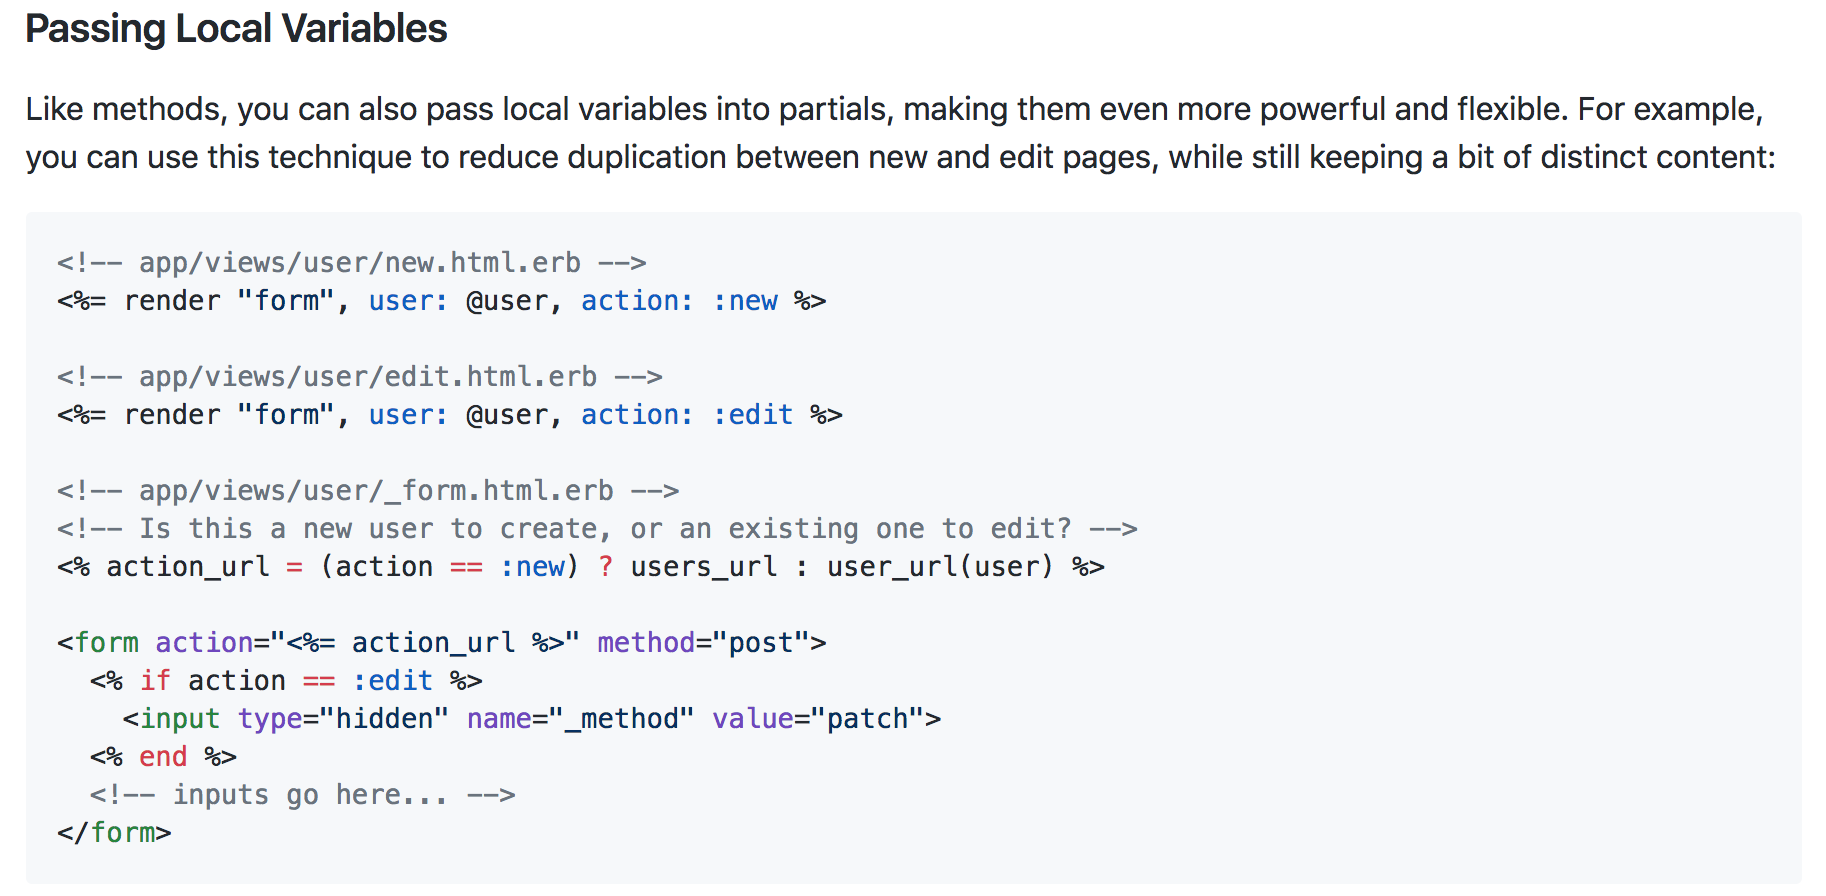 Passing Local Variables
Like methods, you can also pass local variables into partials, making them even more powerful and flexible. For example,
you can use this technique to reduce duplication between new and edit pages, while still keeping a bit of distinct content:
<!-- app/views/user/new.html.erb -->
<%= render "form", user: @user, action: :new %>
<!-- app/views/user/edit.html.erb -->
<%= render "form", user: @user, action: :edit %>
<!-- app/views/user/_form.html.erb -->
<!-- Is this a new user to create, or an existing one to edit? -->
<% action_url = (action == :new) ? users_url : user_url(user) %>
<form action="<%= action_url %>" method="post">
  <% if action == :edit %>
    <input type="hidden" name="_method" value="patch">
  <% end %>
  <!-- inputs go here... -->
</form>